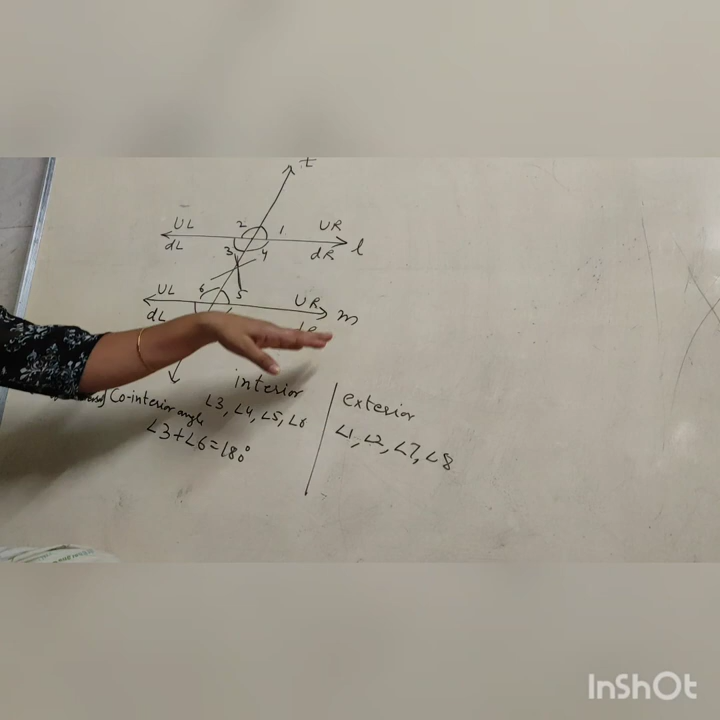 t
UL 2 1 UR
dL 3 4 dR l
UL 6 5 UR m
dL
interior
exterior
Co-interior angle
∠3, ∠4, ∠5, ∠6
∠1, ∠2, ∠7, ∠8
∠3+∠6=180°
InShOt